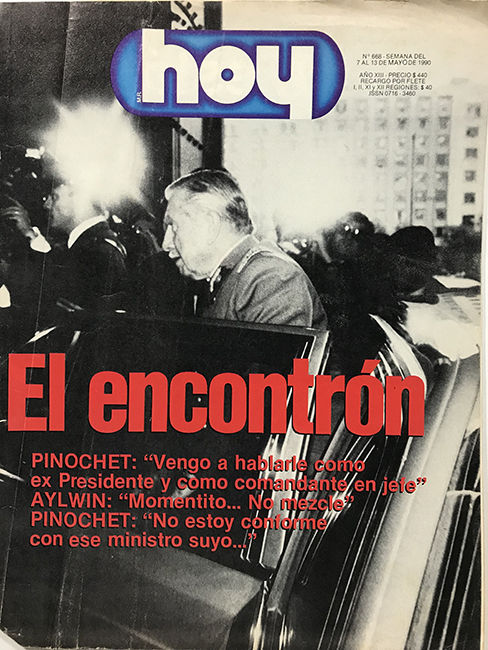 hoy
MR
N° 668 - SEMANA DEL
7 AL 13 DE MAYO DE 1990
AÑO XIII - PRECIO $ 440
RECARGO POR FLETE
I, II, XI y XII REGIONES: $ 40
ISSN 0716 - 3460
El encontrón
PINOCHET: “Vengo a hablarle como
ex Presidente y como comandante en jefe”
AYLWIN: “Momentito... No mezcle”
PINOCHET: “No estoy conforme
con ese ministro suyo...”